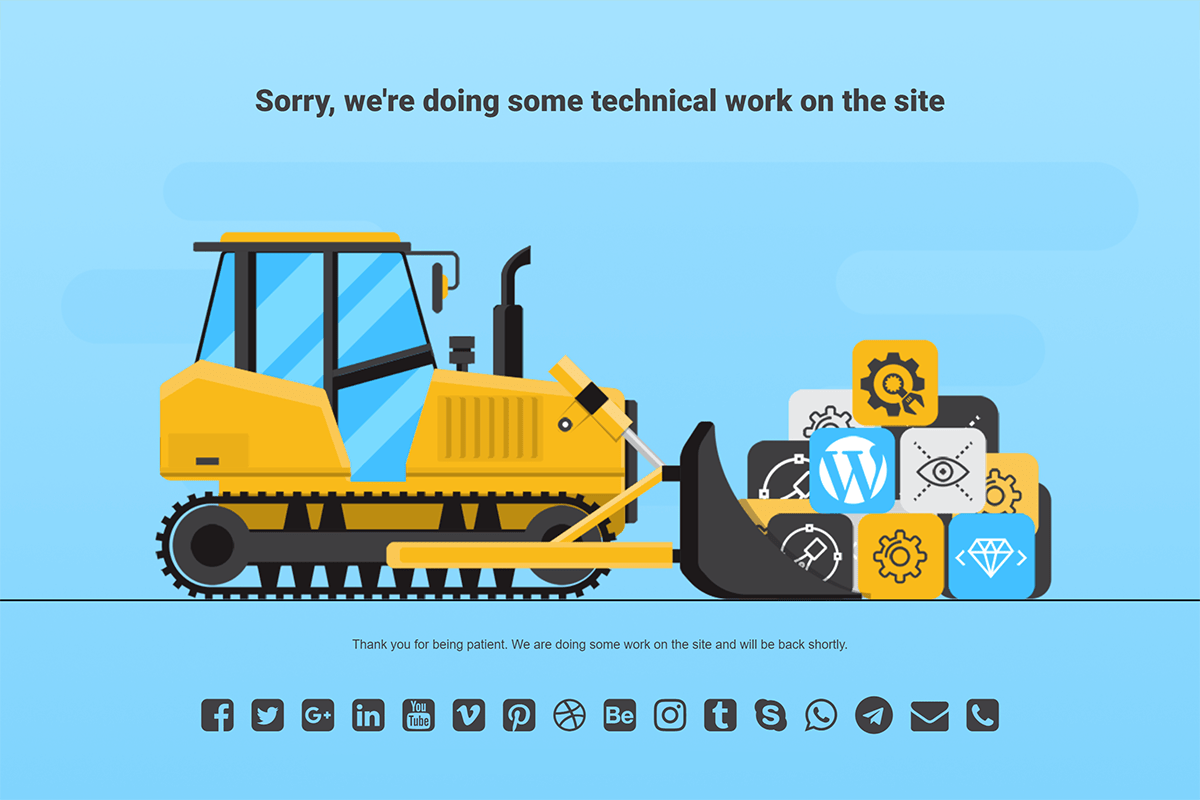 Sorry, we're doing some technical work on the site
Thank you for being patient. We are doing some work on the site and will be back shortly.
G+ in You Tube Be